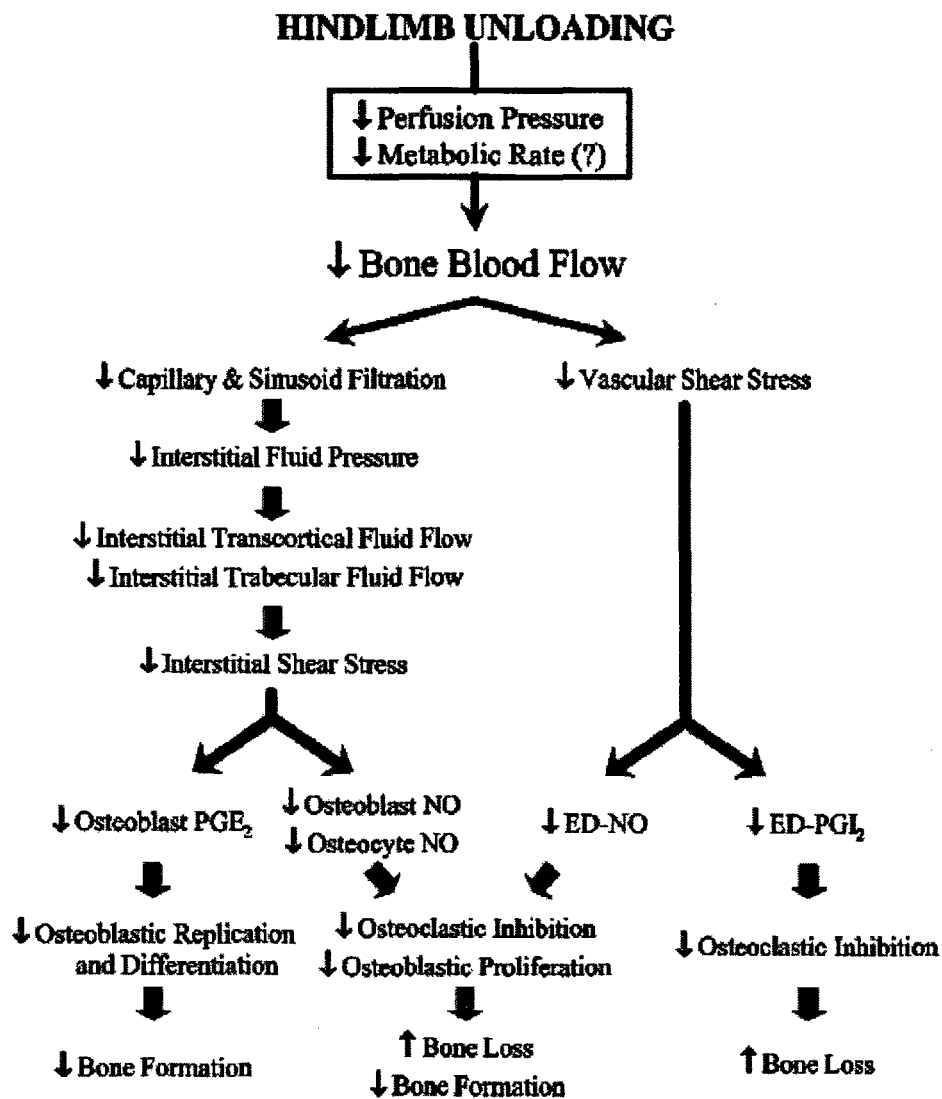 HINDLIMB UNLOADING
↓ Perfusion Pressure
↓ Metabolic Rate (?)
↓ Bone Blood Flow
↓ Capillary & Sinusoid Filtration
↓ Vascular Shear Stress
↓ Interstitial Fluid Pressure
↓ Interstitial Transcortical Fluid Flow
↓ Interstitial Trabecular Fluid Flow
↓ Interstitial Shear Stress
↓ Osteoblast PGE₂
↓ Osteoblast NO
↓ Osteocyte NO
↓ ED-NO
↓ ED-PGI₂
↓ Osteoblastic Replication
and Differentiation
↓ Osteoclastic Inhibition
↓ Osteoblastic Proliferation
↓ Osteoclastic Inhibition
↓ Bone Formation
↑ Bone Loss
↓ Bone Formation
↑ Bone Loss